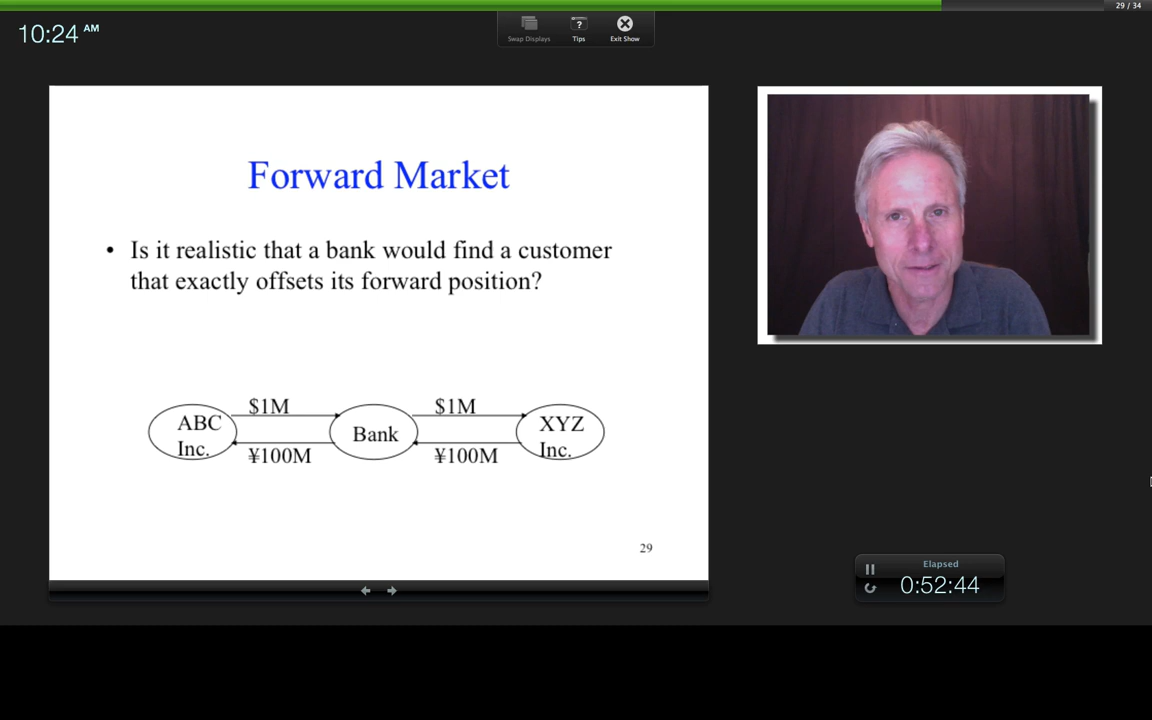 29 / 34
10:24 AM
Swap Displays
?
Tips
Exit Show
Forward Market
• Is it realistic that a bank would find a customer
that exactly offsets its forward position?
$1M
$1M
ABC
Inc.
Bank
XYZ
Inc.
¥100M
¥100M
29
Elapsed
0:52:44